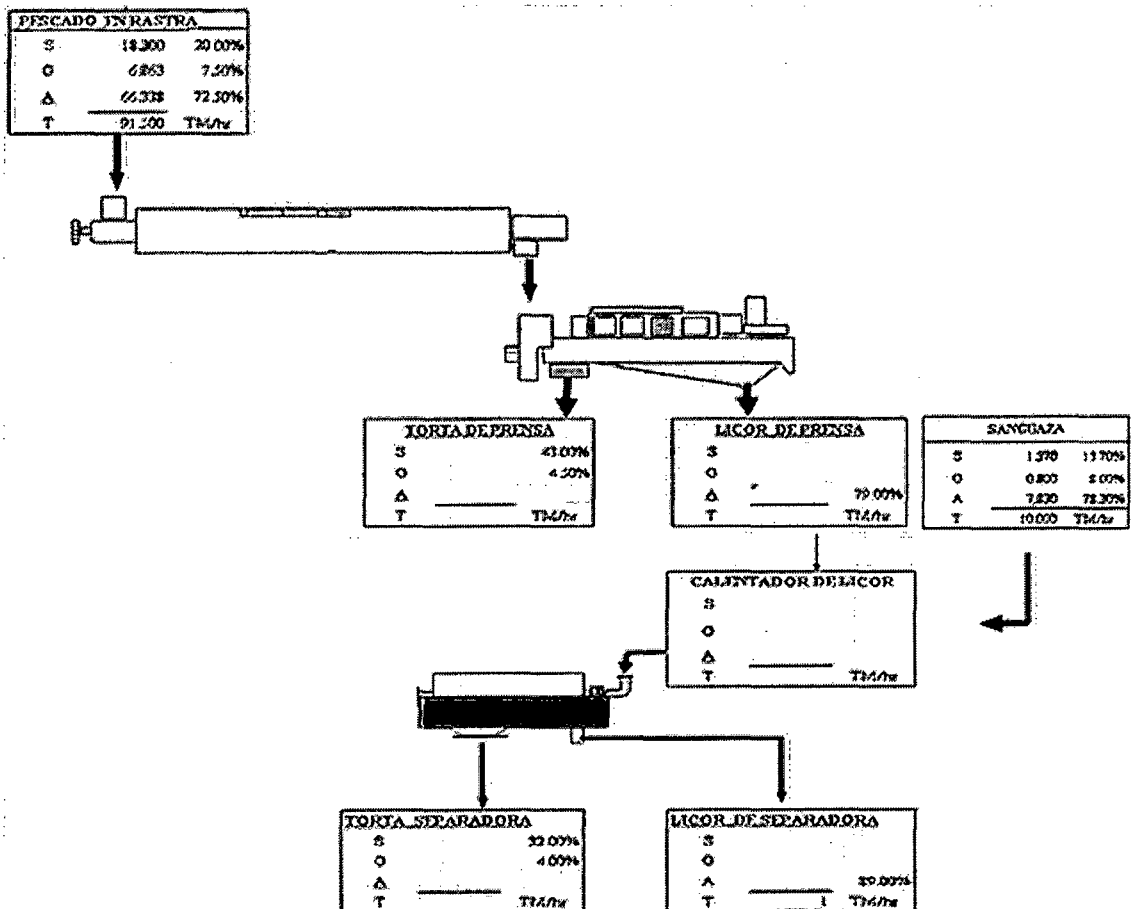 PESCADO IN RASTRA
S 18.300 20.00%
O 6.863 7.50%
A 66.338 72.50%
T 91.500 TM/hr
TORTA DE PRENSA
S 43.00%
O 4.50%
A
T TM/hr
LICOR DE PRENSA
S
O
A 79.00%
T TM/hr
SANGUAZA
S 1.370 13.70%
O 0.800 8.00%
A 7.830 78.30%
T 10.000 TM/hr
CALENTADOR DE LICOR
S
O
A
T TM/hr
TORTA SEPARADORA
S 32.00%
O 4.00%
A
T TM/hr
LICOR DE SEPARADORA
S
O
A 89.00%
T TM/hr